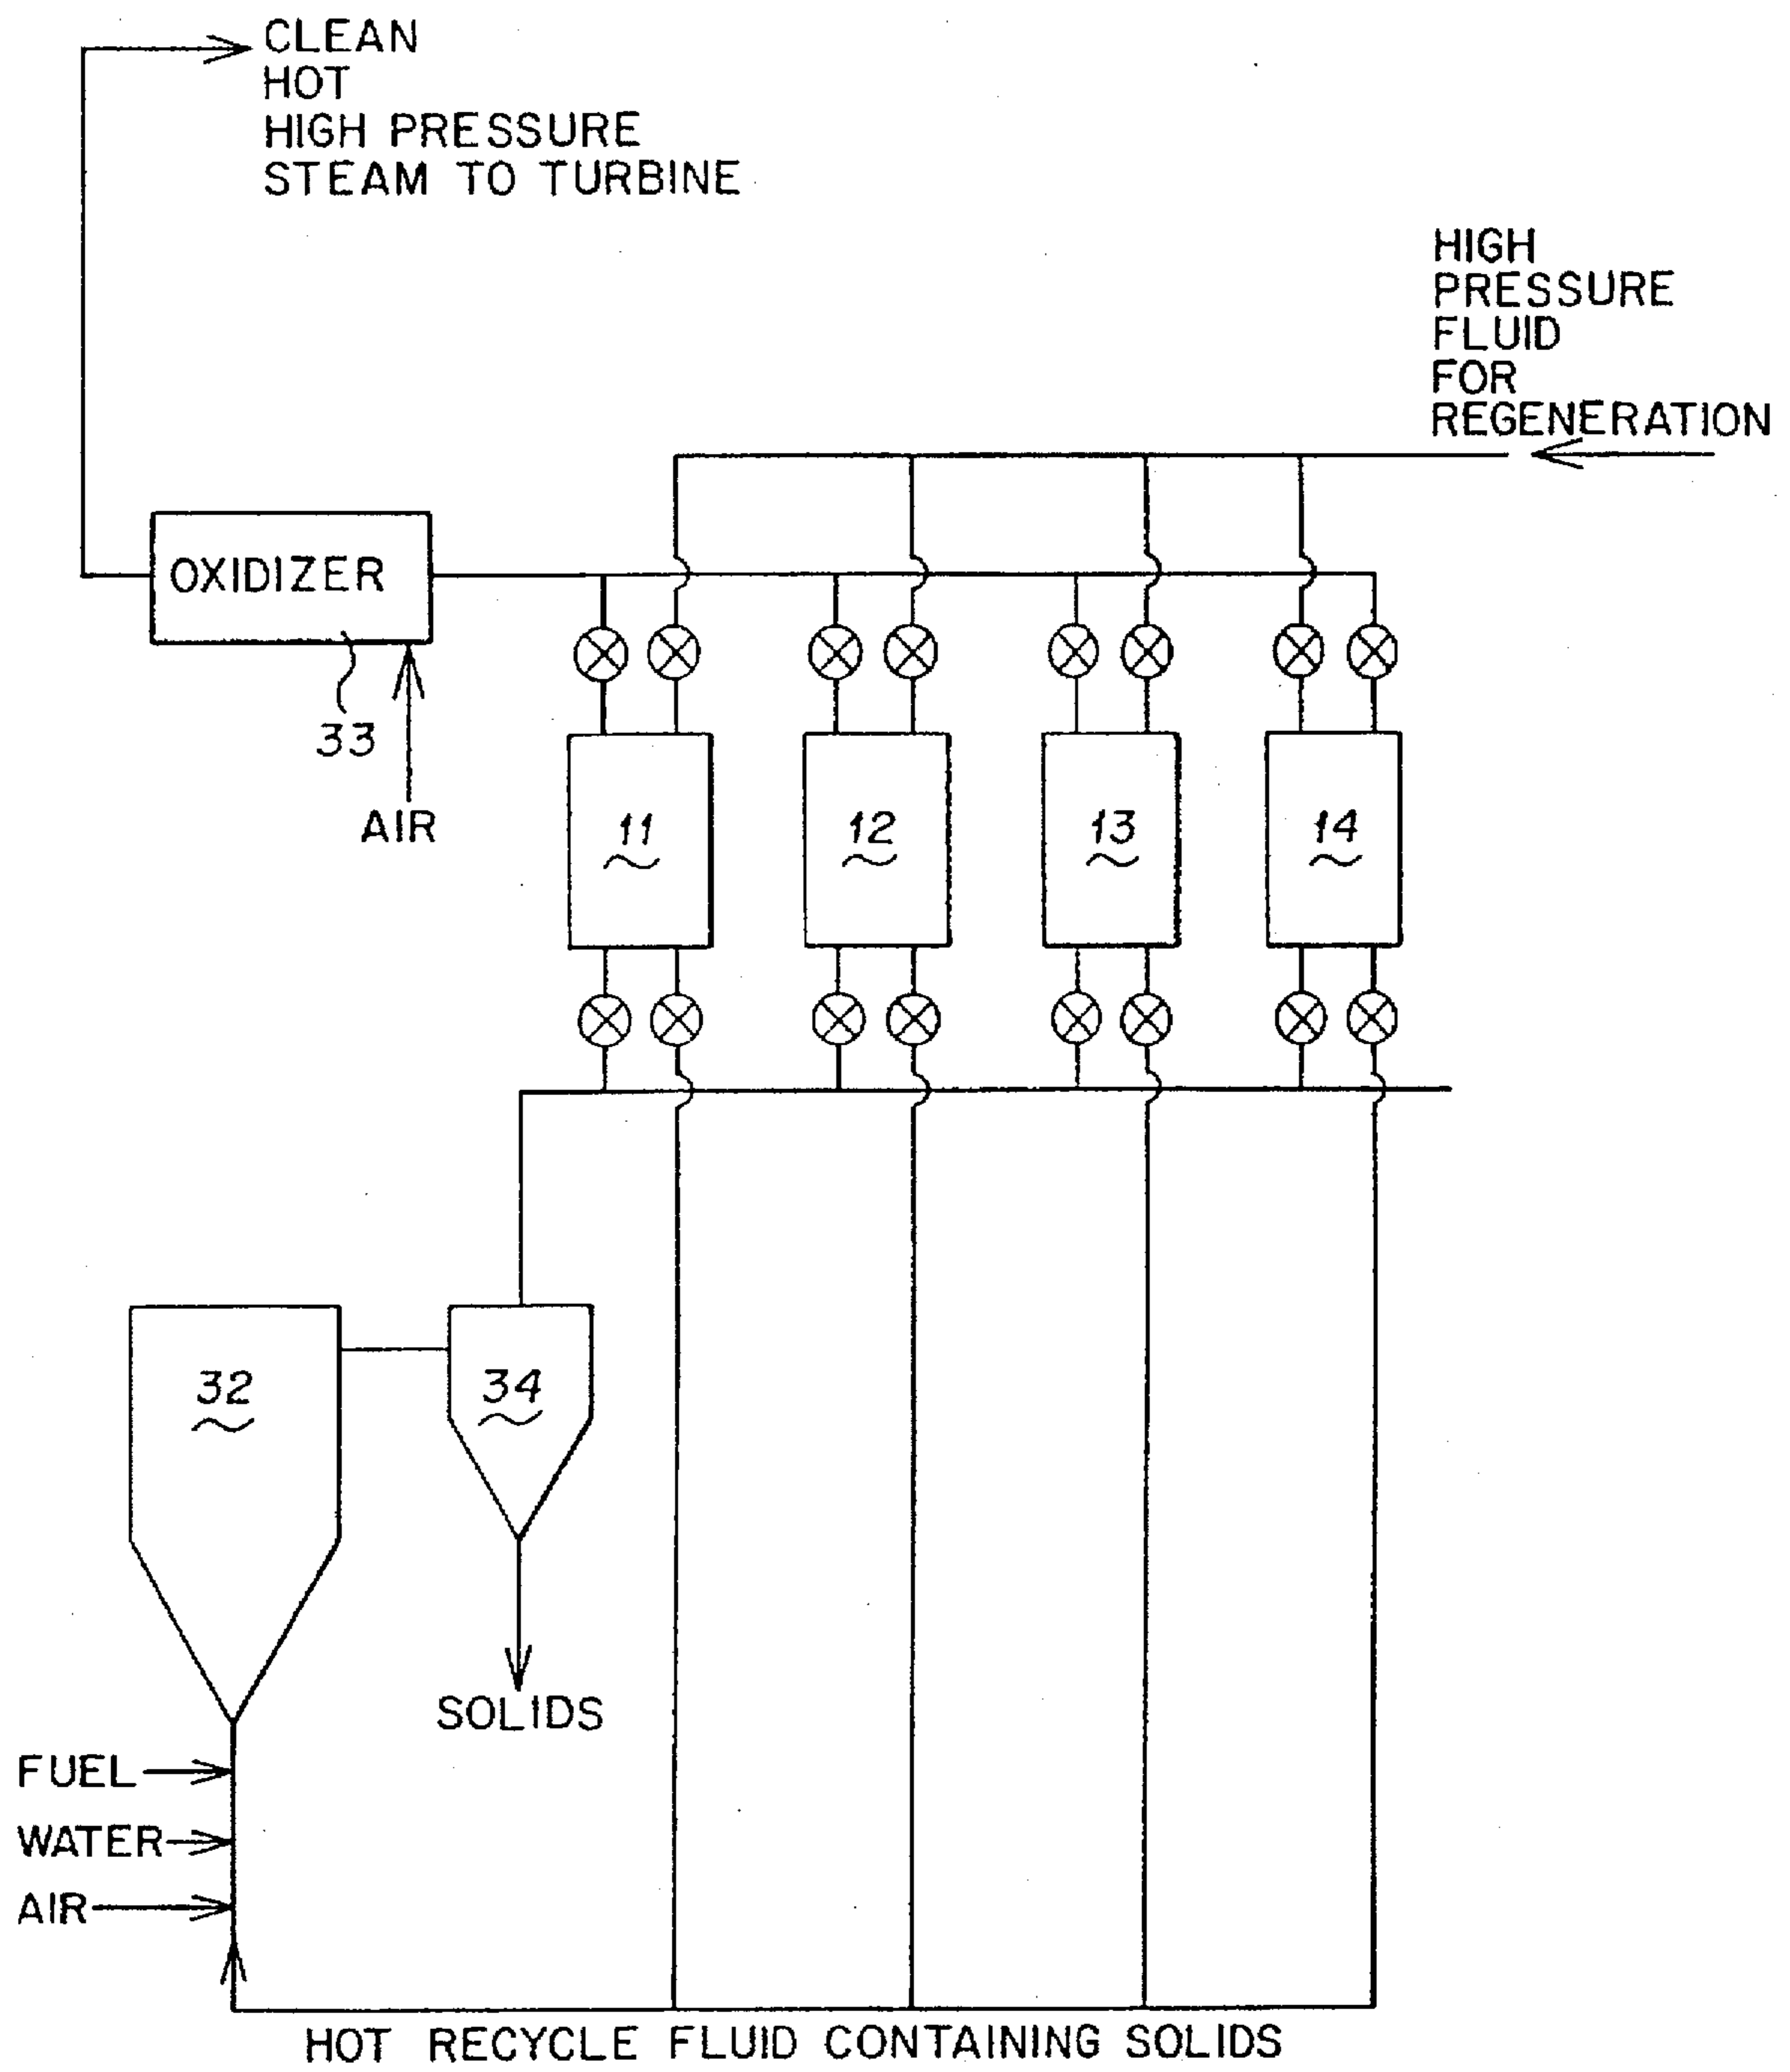 CLEAN
HOT
HIGH PRESSURE
STEAM TO TURBINE
HIGH
PRESSURE
FLUID
FOR
REGENERATION
OXIDIZER
33
AIR
11
12
13
14
32
34
SOLIDS
FUEL
WATER
AIR
HOT RECYCLE FLUID CONTAINING SOLIDS